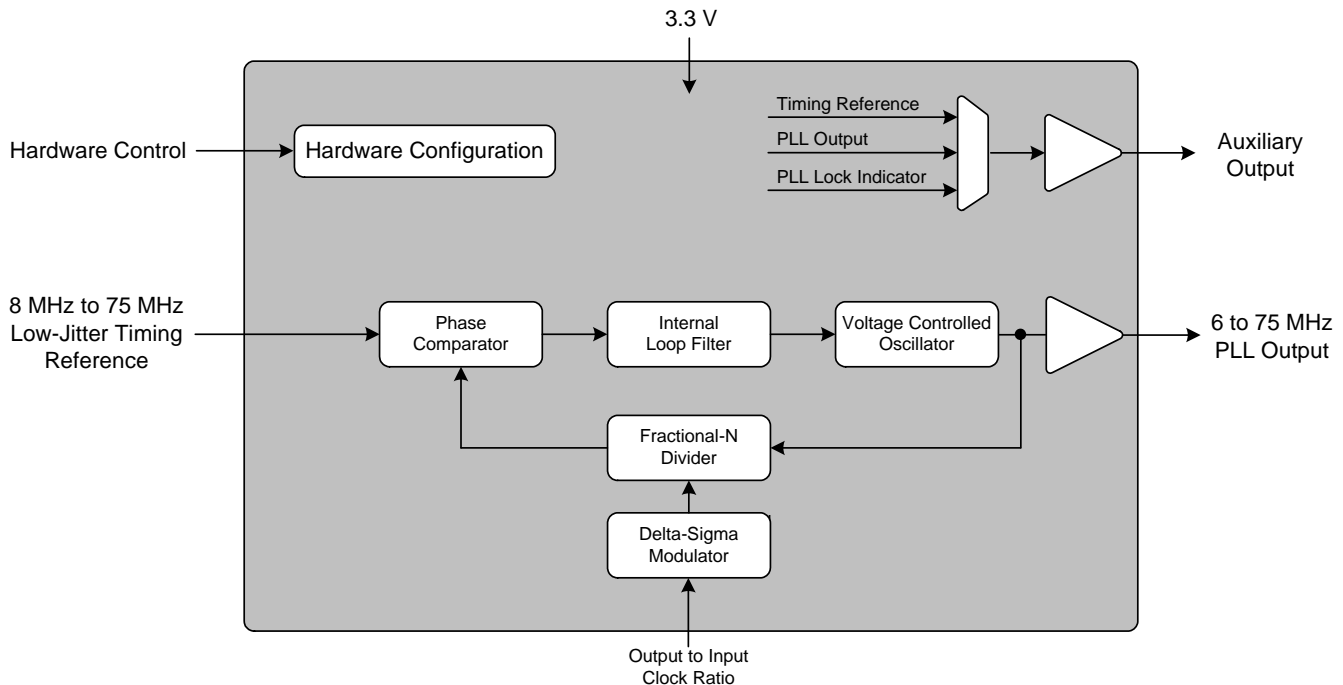 3.3 V
Timing Reference
PLL Output
PLL Lock Indicator
Hardware Control
Hardware Configuration
Auxiliary
Output
8 MHz to 75 MHz
Low-Jitter Timing
Reference
Phase
Comparator
Internal
Loop Filter
Voltage Controlled
Oscillator
6 to 75 MHz
PLL Output
Fractional-N
Divider
Delta-Sigma
Modulator
Output to Input
Clock Ratio